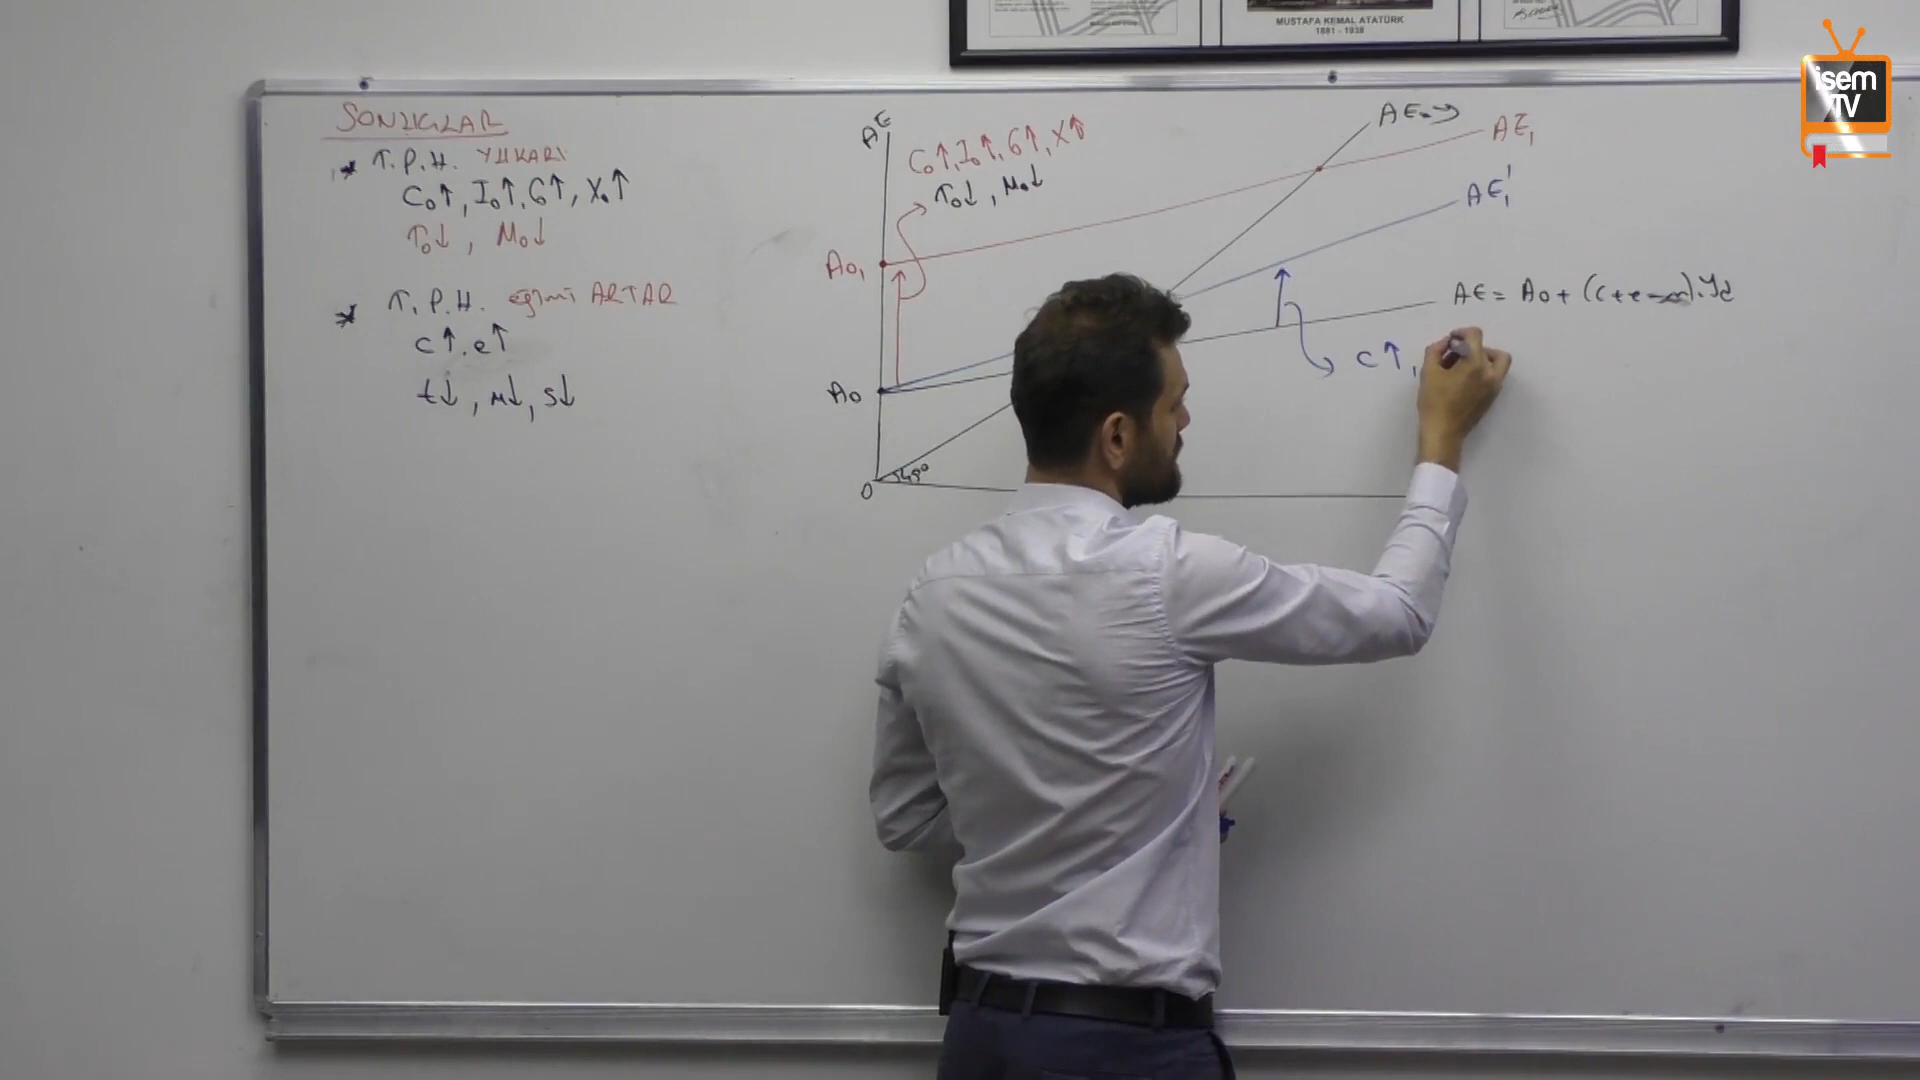 MUSTAFA KEMAL ATATÜRK
1881 - 1938
isem
TV
SONUÇLAR
* T.P.H. YUKARI
C₀↑, I₀↑, G↑, X₀↑
T₀↓, M₀↓
* T.P.H. eğimi ARTAR
c↑, e↑
t↓, m↓, s↓
AE
C₀↑, I₀↑, G↑, X↑
T₀↓, M₀↓
AE₁
AE₁'
A₀₁
AE = A₀ + (c+e-m).Yd
c↑,
A₀
45°
0